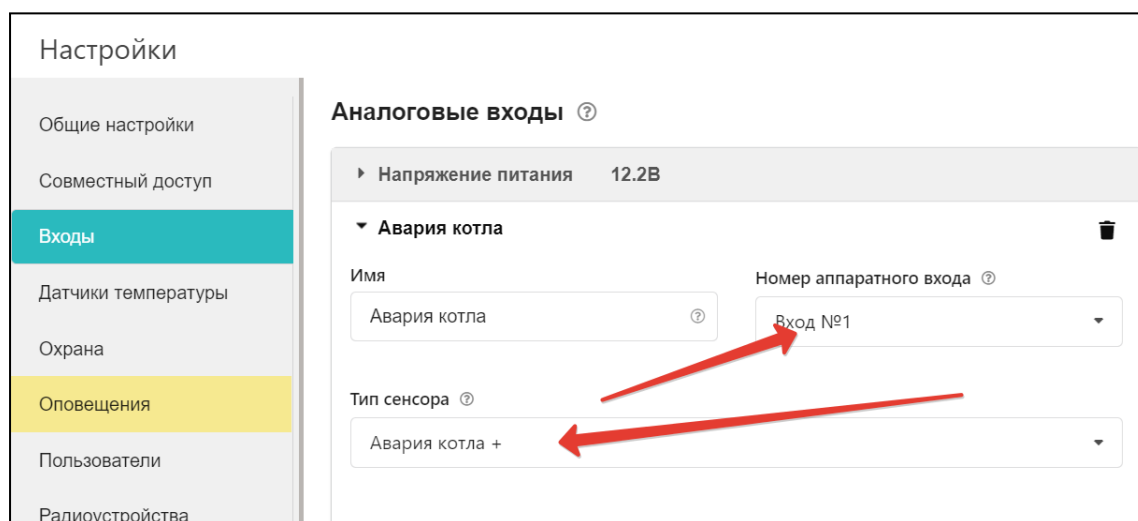 Настройки
Общие настройки
Совместный доступ
Входы
Датчики температуры
Охрана
Оповещения
Пользователи
Радиоустройства
Аналоговые входы
Напряжение питания 12.2В
Авария котла
Имя
Номер аппаратного входа
Авария котла
Вход №1
Тип сенсора
Авария котла +